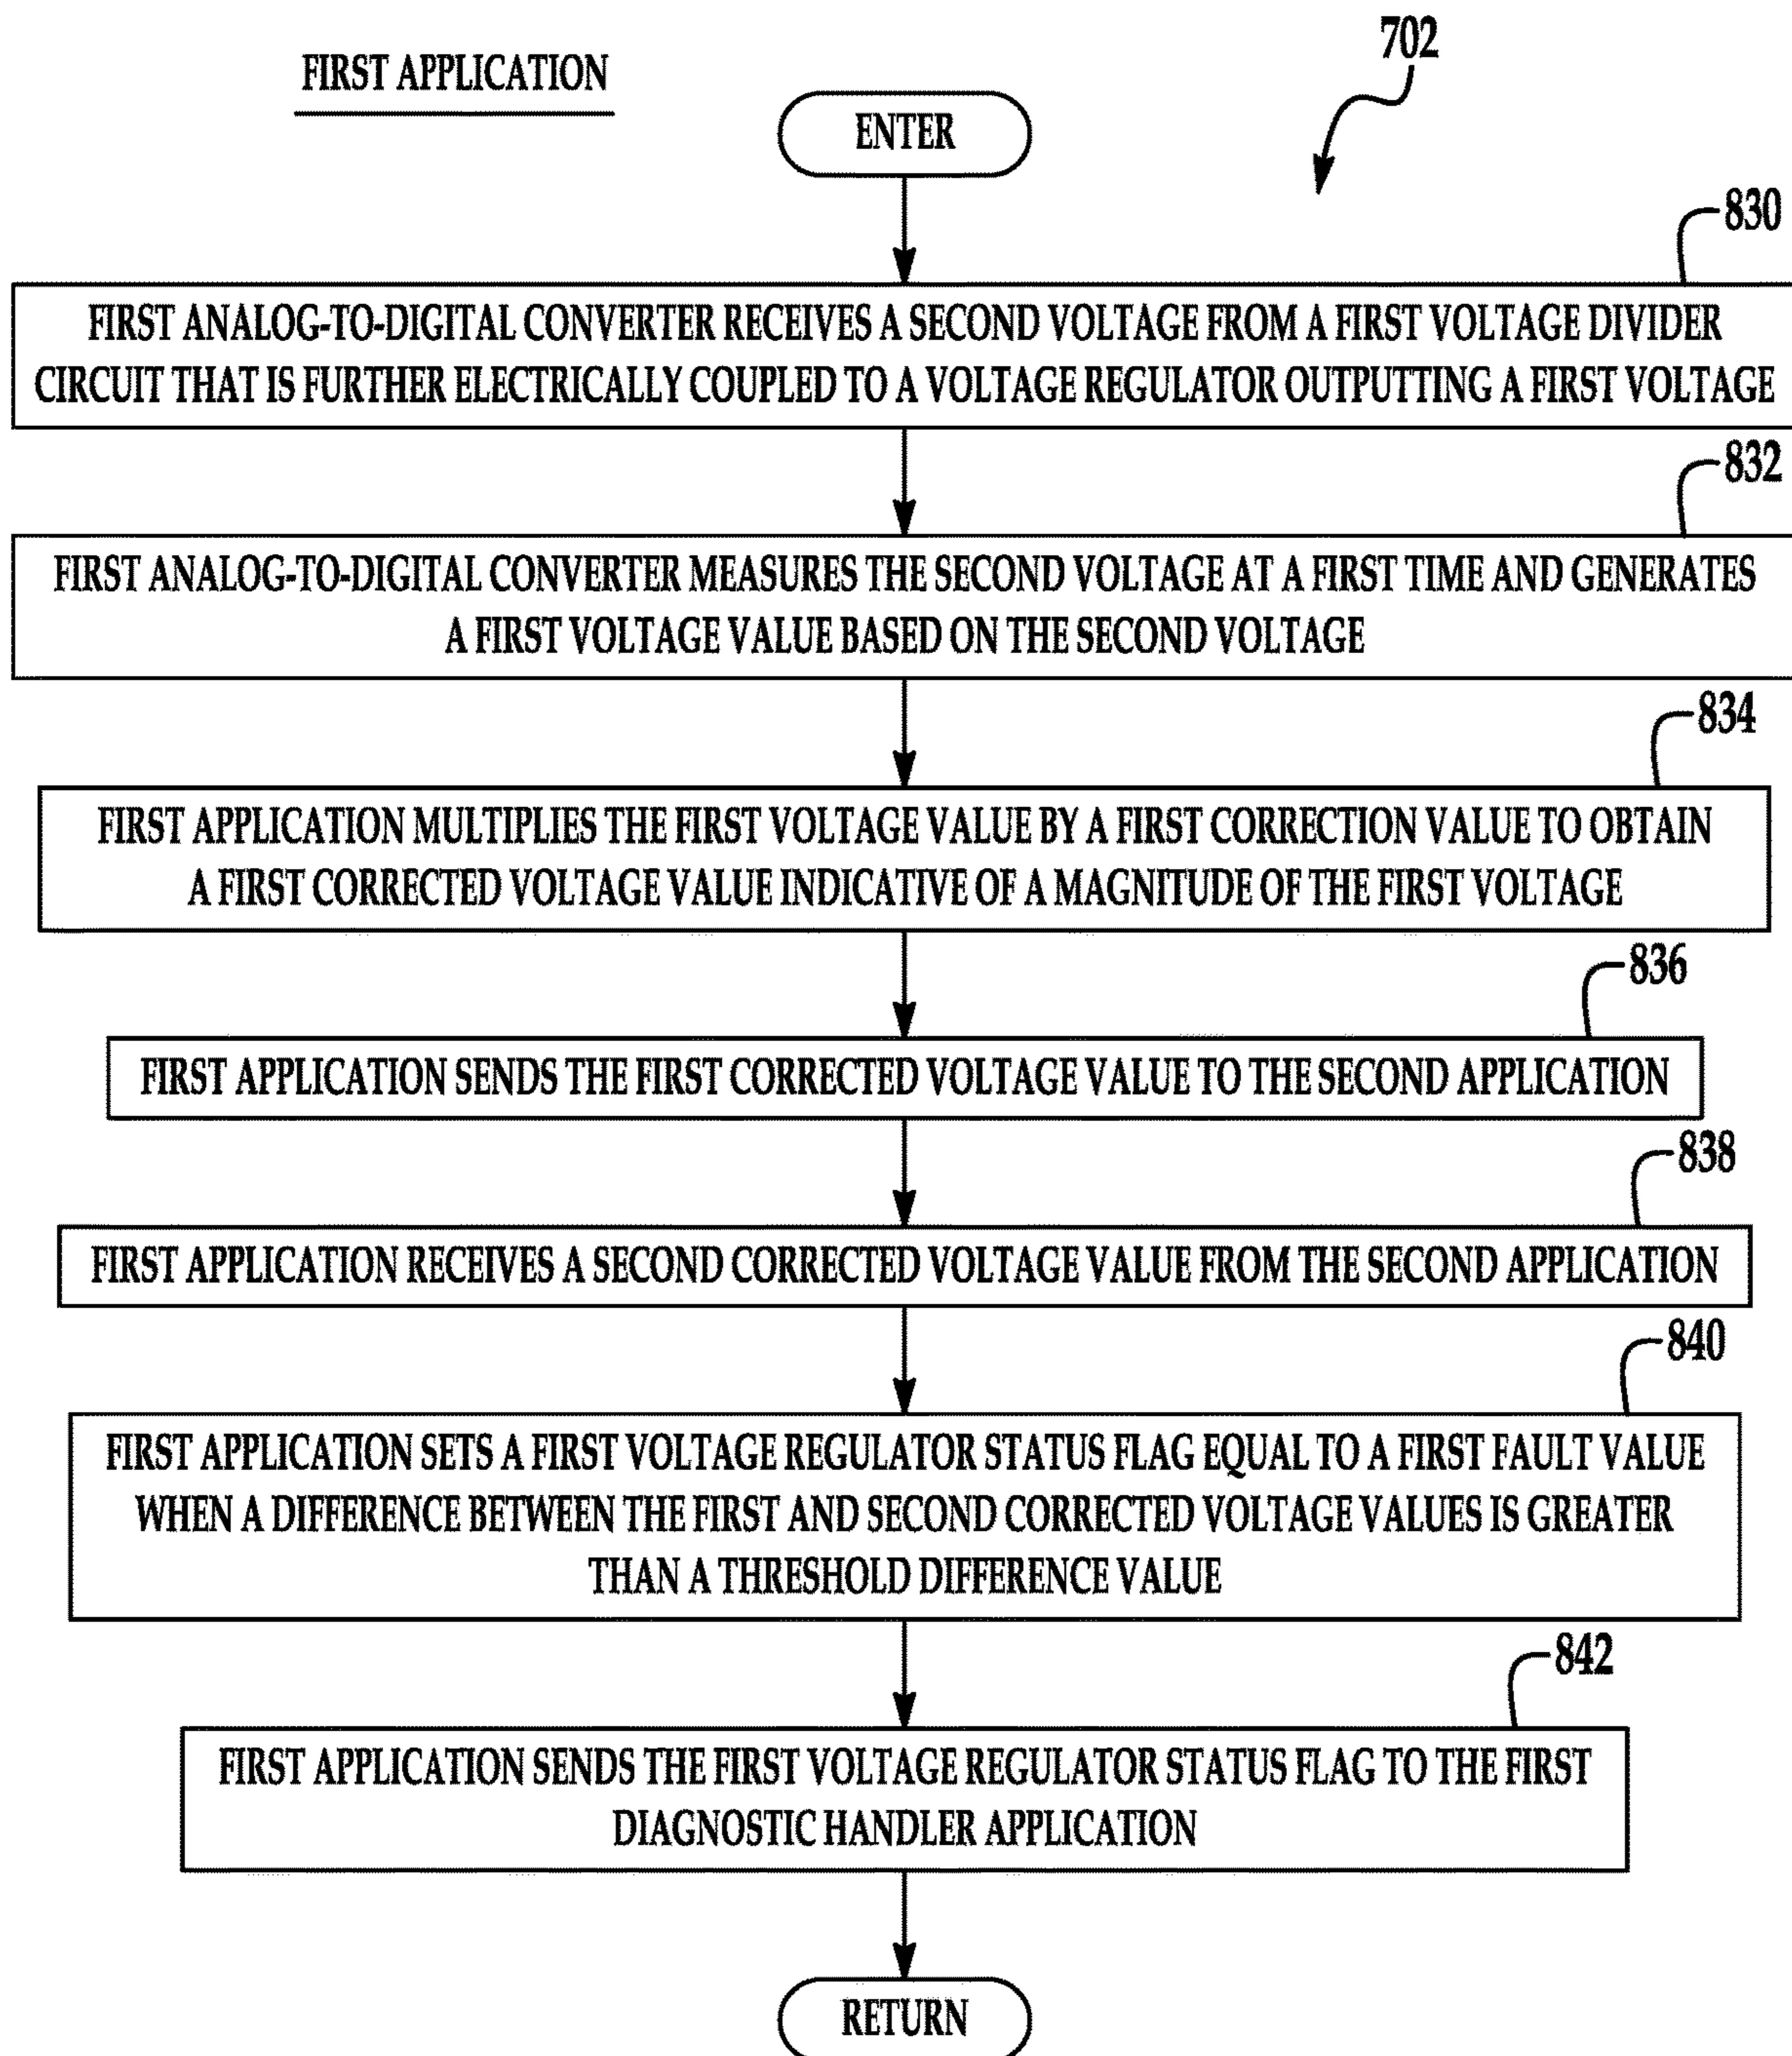 FIRST APPLICATION
702
ENTER
830
FIRST ANALOG-TO-DIGITAL CONVERTER RECEIVES A SECOND VOLTAGE FROM A FIRST VOLTAGE DIVIDER
CIRCUIT THAT IS FURTHER ELECTRICALLY COUPLED TO A VOLTAGE REGULATOR OUTPUTTING A FIRST VOLTAGE
832
FIRST ANALOG-TO-DIGITAL CONVERTER MEASURES THE SECOND VOLTAGE AT A FIRST TIME AND GENERATES
A FIRST VOLTAGE VALUE BASED ON THE SECOND VOLTAGE
834
FIRST APPLICATION MULTIPLIES THE FIRST VOLTAGE VALUE BY A FIRST CORRECTION VALUE TO OBTAIN
A FIRST CORRECTED VOLTAGE VALUE INDICATIVE OF A MAGNITUDE OF THE FIRST VOLTAGE
836
FIRST APPLICATION SENDS THE FIRST CORRECTED VOLTAGE VALUE TO THE SECOND APPLICATION
838
FIRST APPLICATION RECEIVES A SECOND CORRECTED VOLTAGE VALUE FROM THE SECOND APPLICATION
840
FIRST APPLICATION SETS A FIRST VOLTAGE REGULATOR STATUS FLAG EQUAL TO A FIRST FAULT VALUE
WHEN A DIFFERENCE BETWEEN THE FIRST AND SECOND CORRECTED VOLTAGE VALUES IS GREATER
THAN A THRESHOLD DIFFERENCE VALUE
842
FIRST APPLICATION SENDS THE FIRST VOLTAGE REGULATOR STATUS FLAG TO THE FIRST
DIAGNOSTIC HANDLER APPLICATION
RETURN